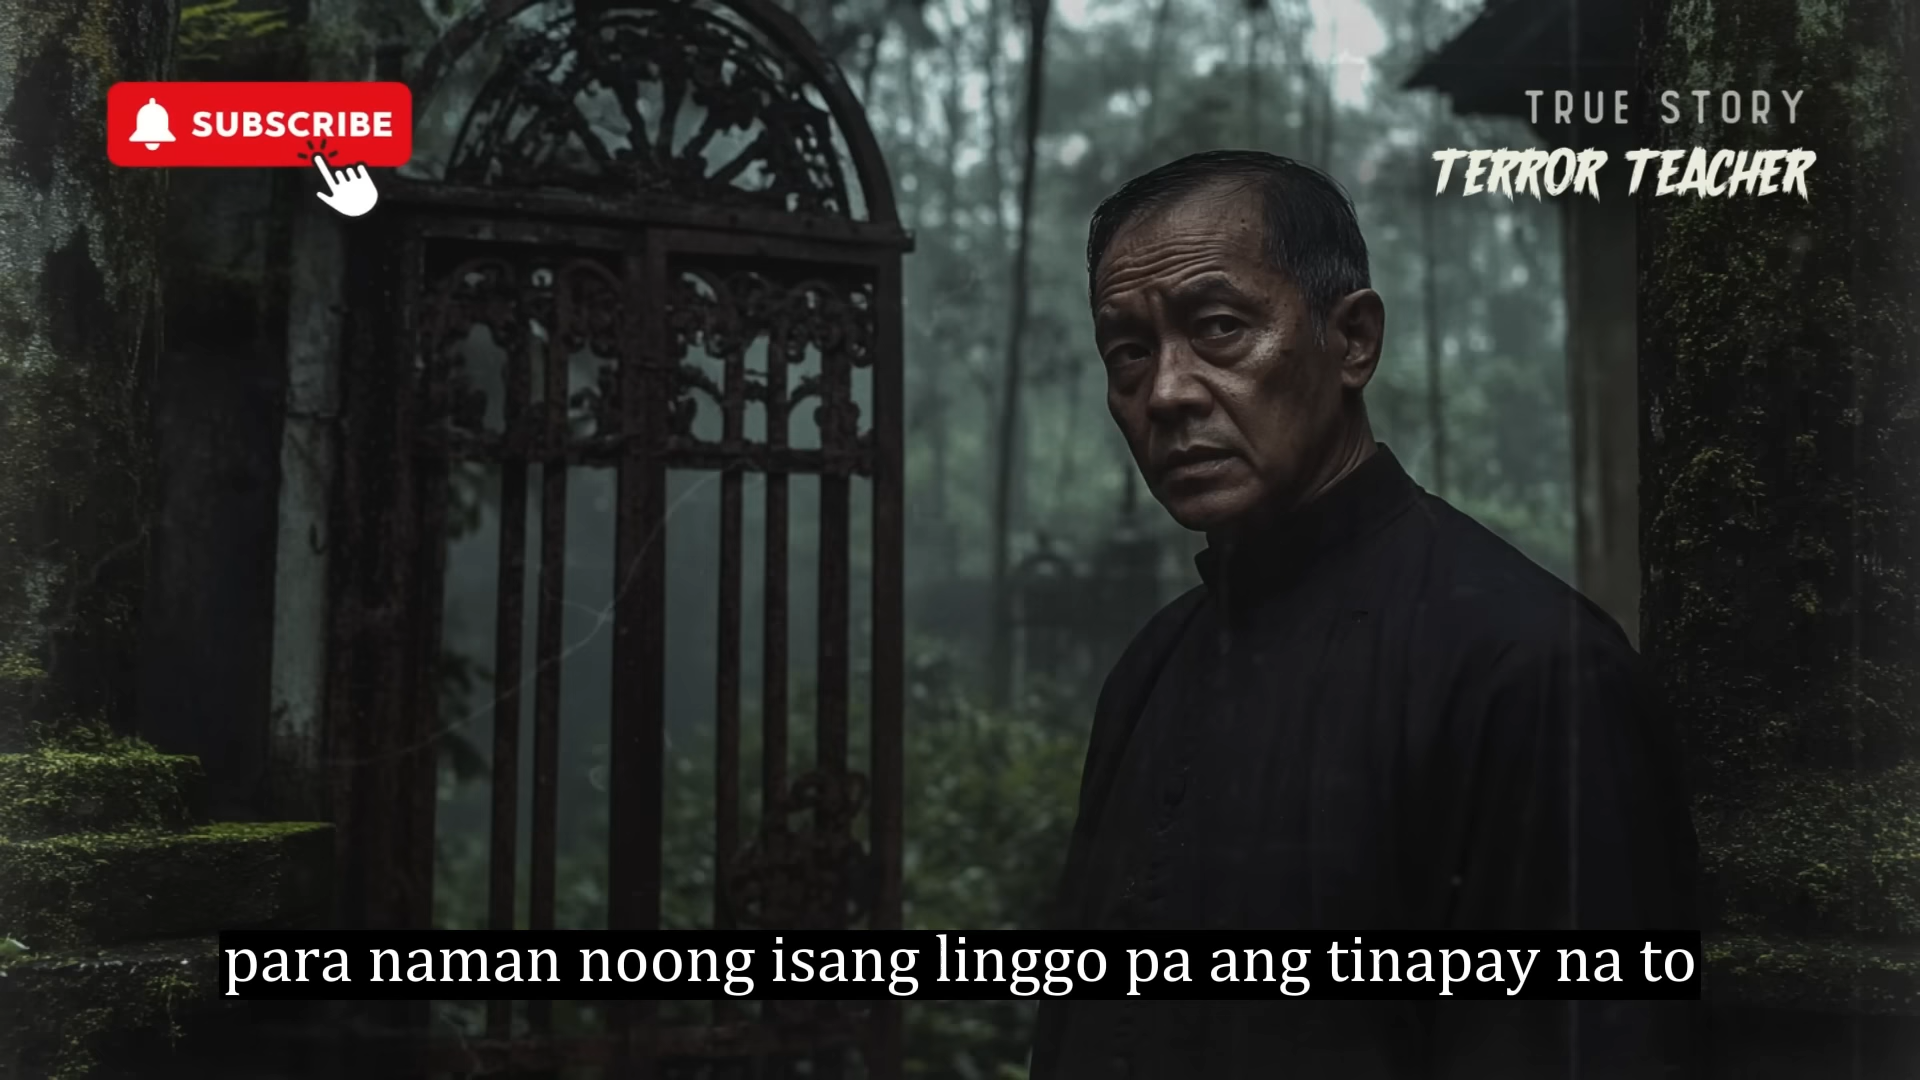 SUBSCRIBE
TRUE STORY
TERROR TEACHER
para naman noong isang linggo pa ang tinapay na to